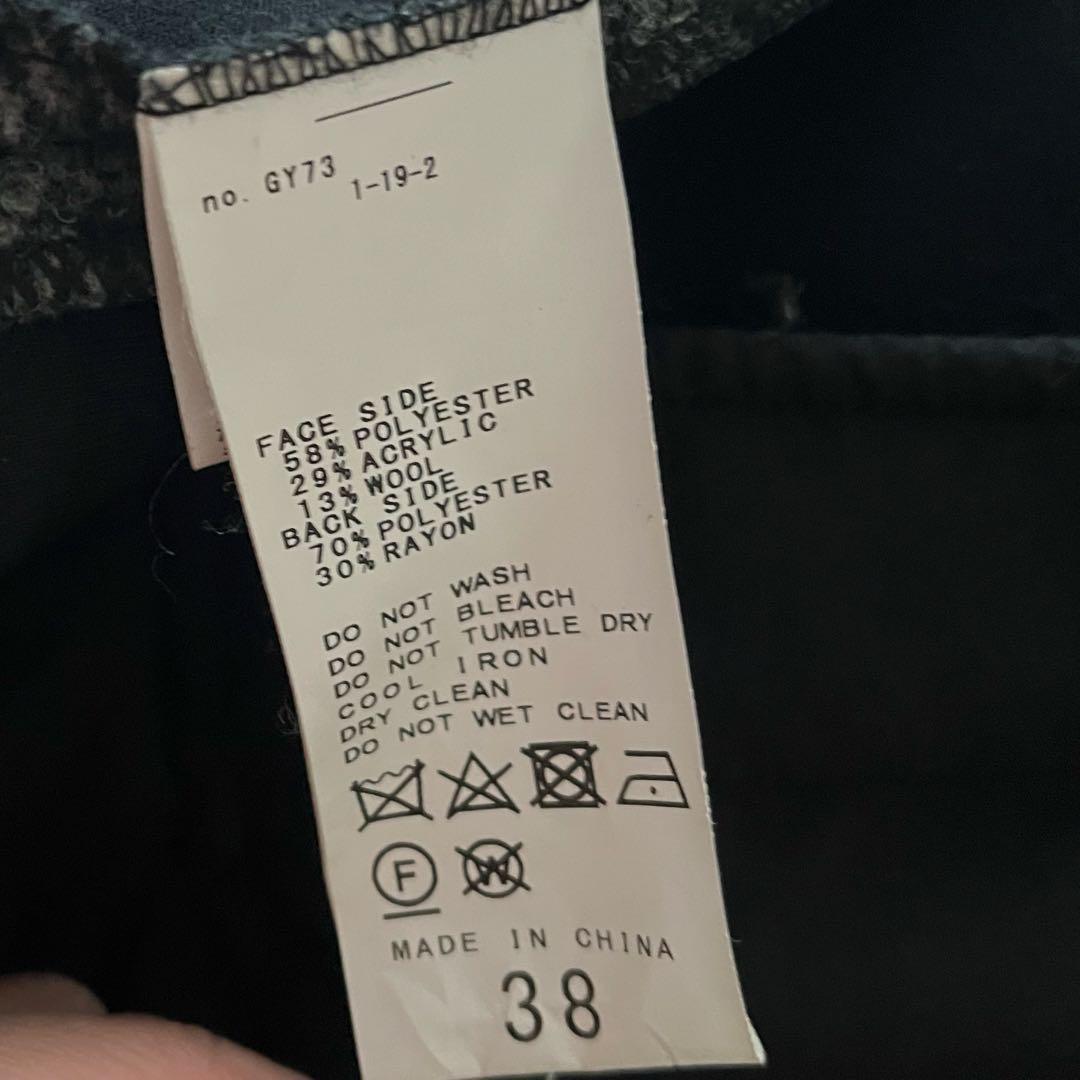 no. GY73 1-19-2
FACE SIDE
58% POLYESTER
29% ACRYLIC
13% WOOL
BACK SIDE
70% POLYESTER
30% RAYON
DO NOT WASH
DO NOT BLEACH
DO NOT TUMBLE DRY
COOL IRON
DRY CLEAN
DO NOT WET CLEAN
F W
MADE IN CHINA
38